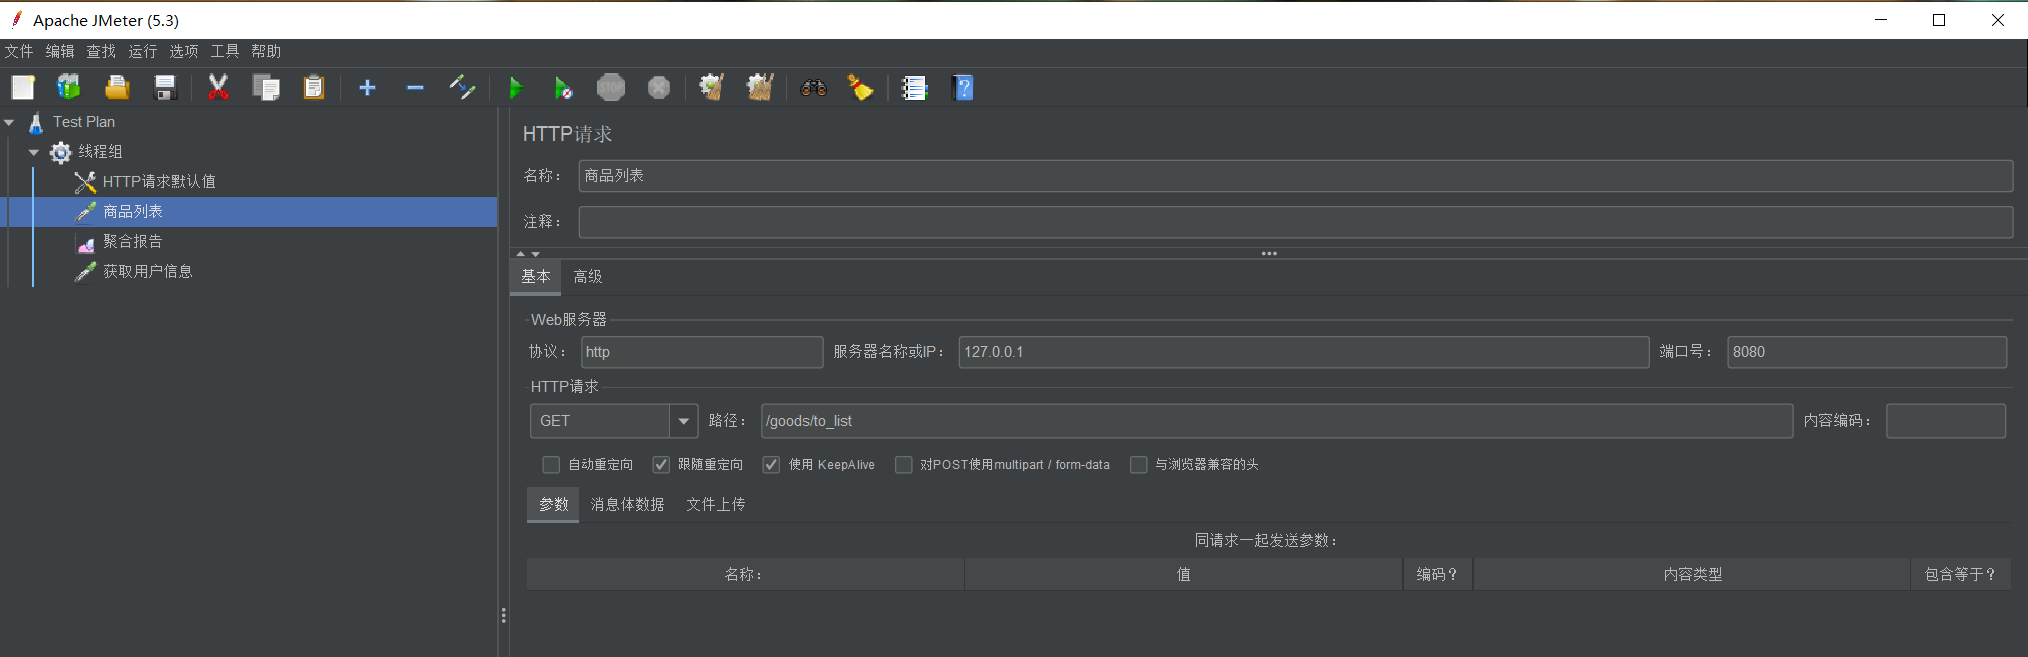 Apache JMeter (5.3)
文件 编辑 查找 运行 选项 工具 帮助
STOP
Test Plan
线程组
HTTP请求默认值
商品列表
聚合报告
获取用户信息
HTTP请求
名称： 商品列表
注释：
基本 高级
Web服务器
协议： http 服务器名称或IP： 127.0.0.1 端口号： 8080
HTTP请求
GET 路径： /goods/to_list 内容编码：
自动重定向 跟随重定向 使用 KeepAlive 对POST使用multipart / form-data 与浏览器兼容的头
参数 消息体数据 文件上传
同请求一起发送参数：
名称： 值 编码？ 内容类型 包含等于？